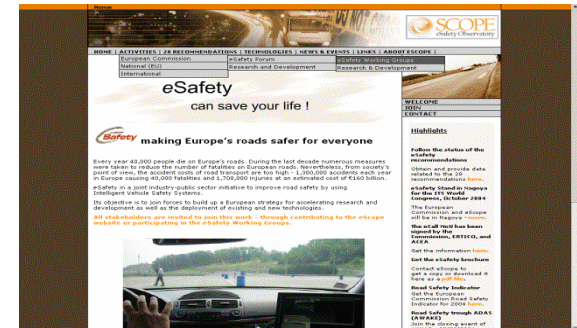 Home
SCOPE
eSafety Observatory
HOME | ACTIVITIES | 28 RECOMMENDATIONS | TECHNOLOGIES | NEWS & EVENTS | LINKS | ABOUT ESCOPE |
European Commission
eSafety Forum
eSafety Working Groups
National (EU)
Research and Development
Research & Development
International
eSafety
can save your life !
WELCOME
JOIN
CONTACT
eSafety
making Europe's roads safer for everyone
Every year 40,000 people die on Europe's roads. During the last decade numerous measures
were taken to reduce the number of fatalities on European roads. Nevertheless, from society's
point of view, the accident costs of road transport are too high - 1,300,000 accidents each year
in Europe causing 40,000 fatalities and 1,700,000 injuries at an estimated cost of €160 billion.
eSafety is a joint industry-public sector initiative to improve road safety by using
Intelligent Vehicle Safety Systems.
Its objective is to join forces to build up a European strategy for accelerating research and
development as well as the deployment of existing and new technologies.
All stakeholders are invited to join this work - through contributing to the eScope
website or participating in the eSafety Working Groups.
Highlights
Follow the status of the
eSafety
recommendations
Obtain and provide data
related to the 28
recommendations here.
eSafety Stand in Nagoya
for the ITS World
Congress, October 2004
The European
Commission and eScope
will be in Nagoya - more.
The eCall MoU has been
signed by the
Commission, ERTICO, and
ACEA
Get the information here.
Get the eSafety brochure
Contact eScope to
get a copy or download it
here as a pdf file.
Road Safety Indicator
Get the European
Commission Road Safety
Indicator for 2004 here.
Road Safety trough ADAS
(AWAKE)
Join the closing event of